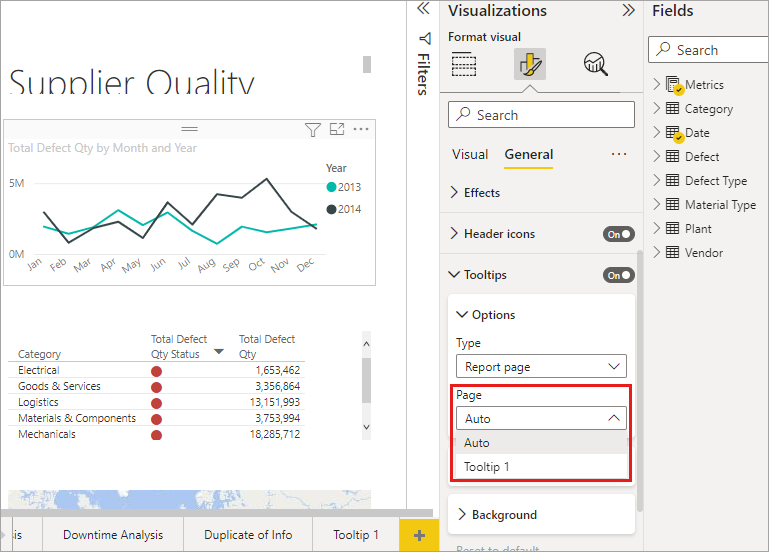 Supplier Quality
Total Defect Qty by Month and Year
Year
2013
2014
5M
0M
Jan
Feb
Mar
Apr
May
Jun
Jul
Aug
Sep
Oct
Nov
Dec
Category
Total Defect
Qty Status
Total Defect
Qty
Electrical 1,653,462
Goods & Services 3,356,864
Logistics 13,151,993
Materials & Components 3,753,994
Mechanicals 18,285,712
sis
Downtime Analysis
Duplicate of Info
Tooltip 1
+
Filters
Visualizations
Format visual
Search
Visual
General
...
Effects
Header icons On
Tooltips On
Options
Type
Report page
Page
Auto
Auto
Tooltip 1
Background
Reset to default
Fields
Search
Metrics
Category
Date
Defect
Defect Type
Material Type
Plant
Vendor